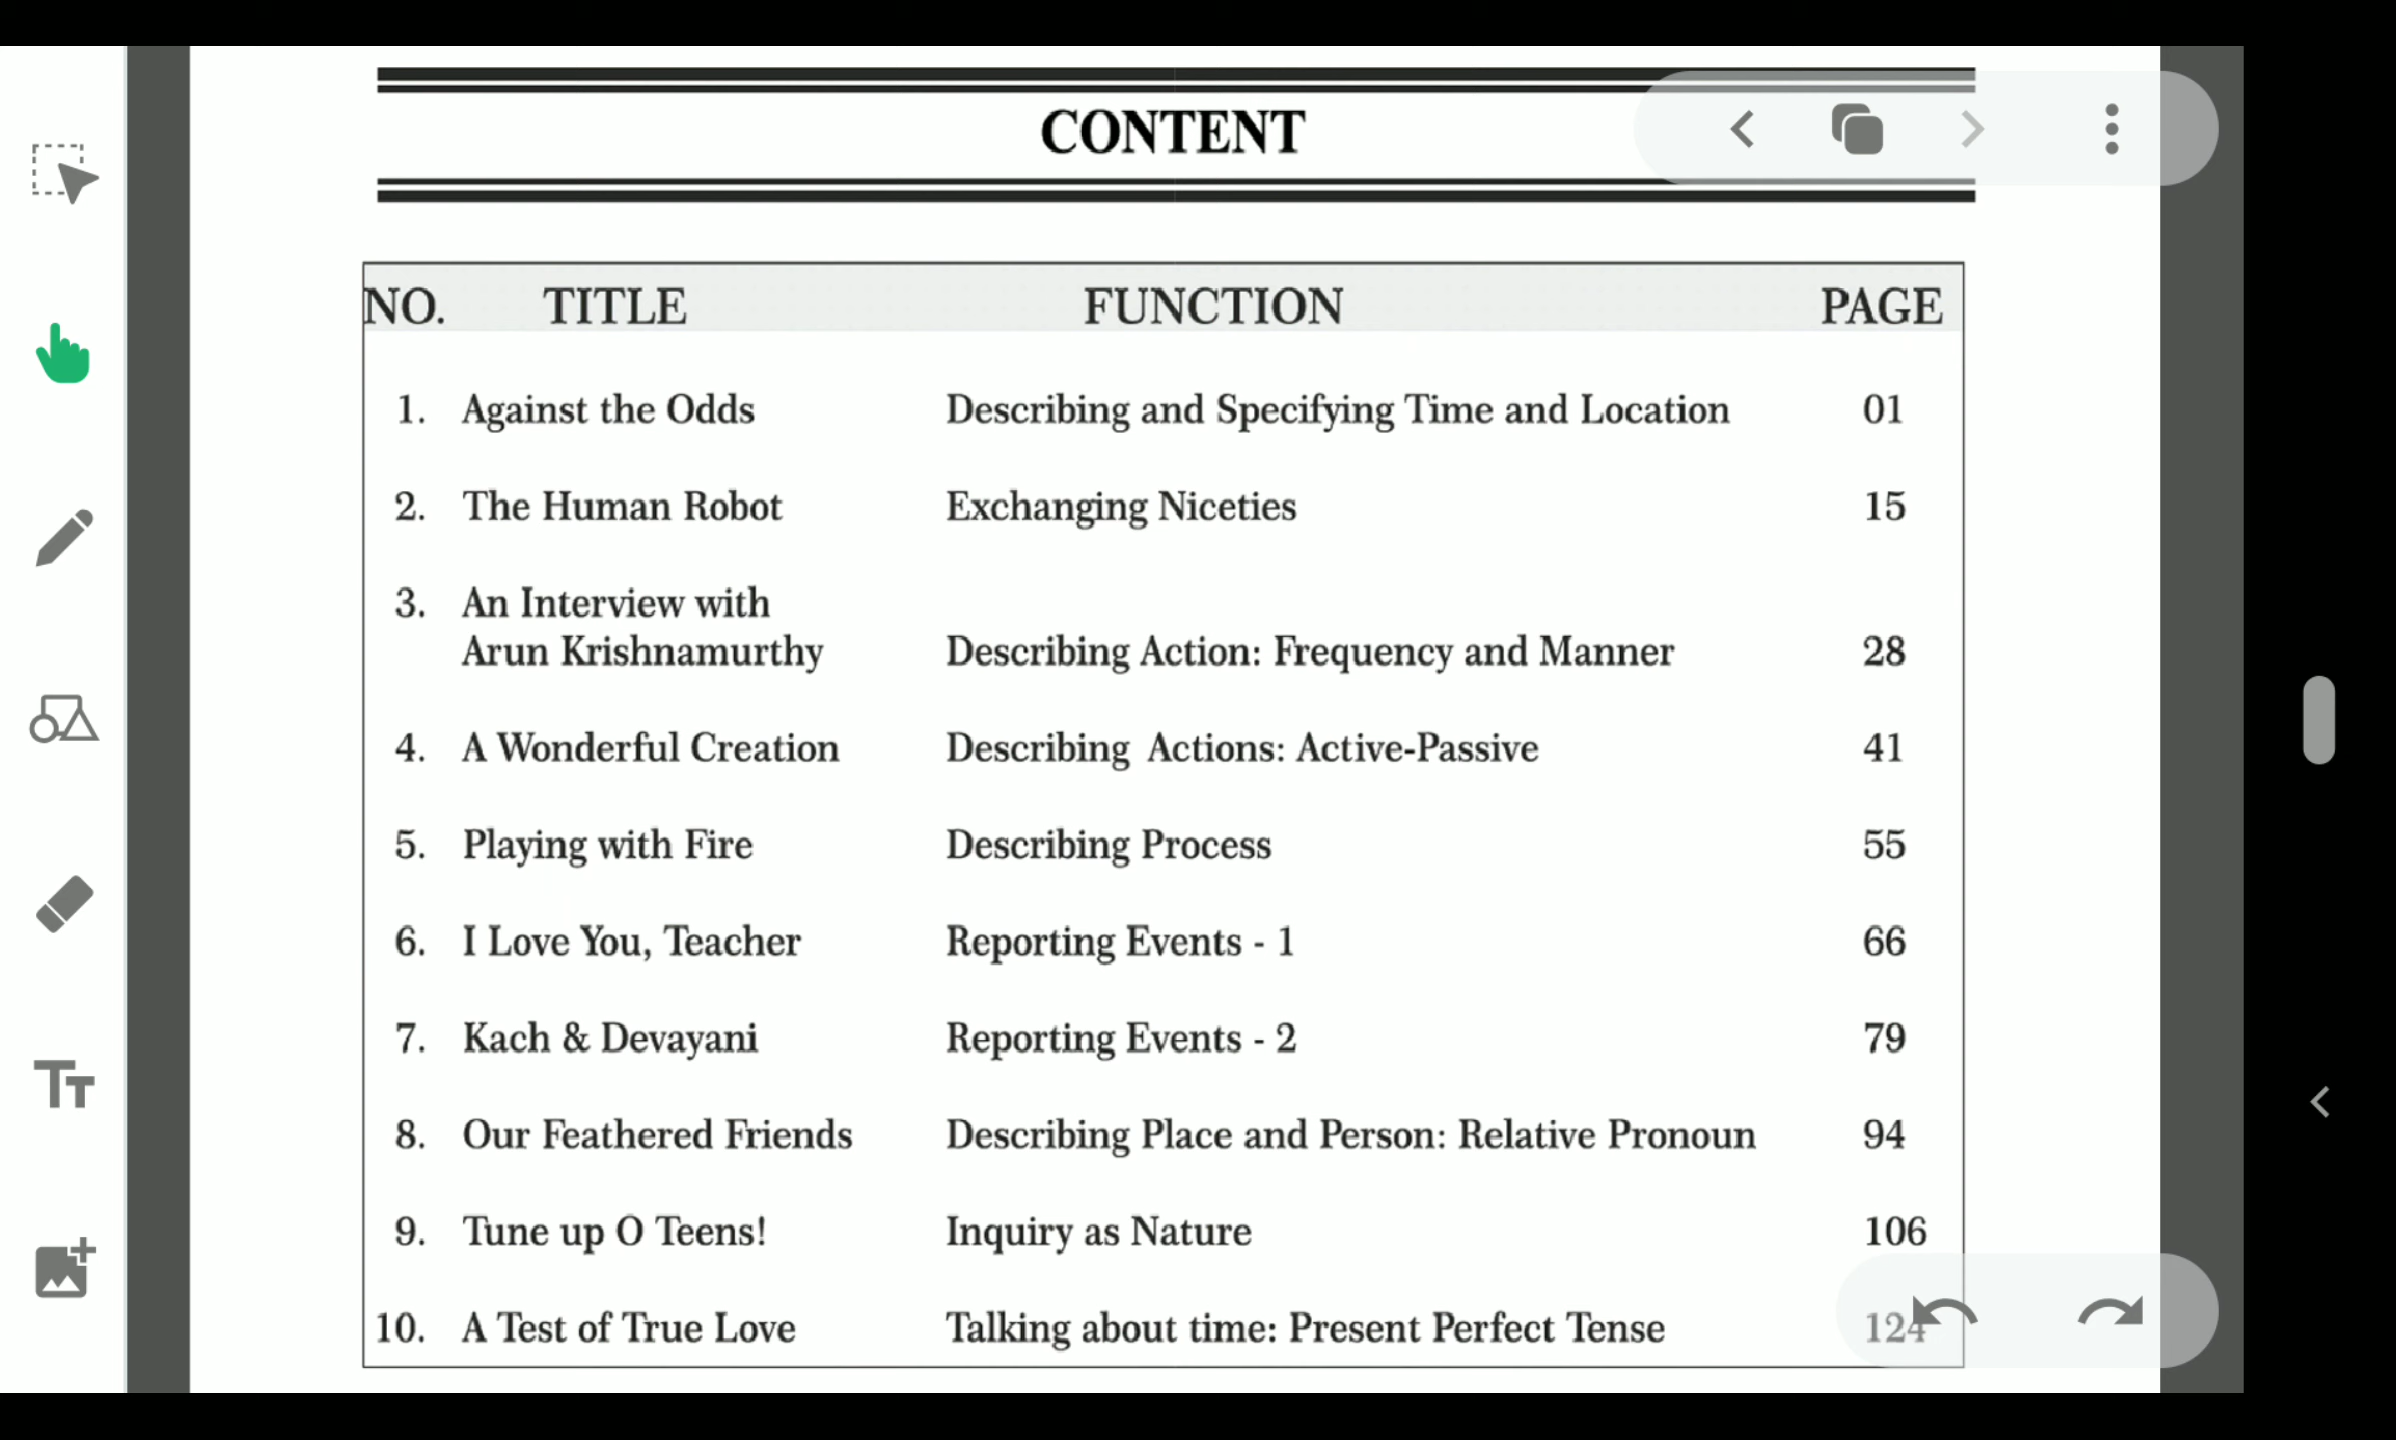 CONTENT
NO. TITLE FUNCTION PAGE
1. Against the Odds Describing and Specifying Time and Location 01
2. The Human Robot Exchanging Niceties 15
3. An Interview with
Arun Krishnamurthy Describing Action: Frequency and Manner 28
4. A Wonderful Creation Describing Actions: Active-Passive 41
5. Playing with Fire Describing Process 55
6. I Love You, Teacher Reporting Events - 1 66
7. Kach & Devayani Reporting Events - 2 79
8. Our Feathered Friends Describing Place and Person: Relative Pronoun 94
9. Tune up O Teens! Inquiry as Nature 106
10. A Test of True Love Talking about time: Present Perfect Tense 124
TT